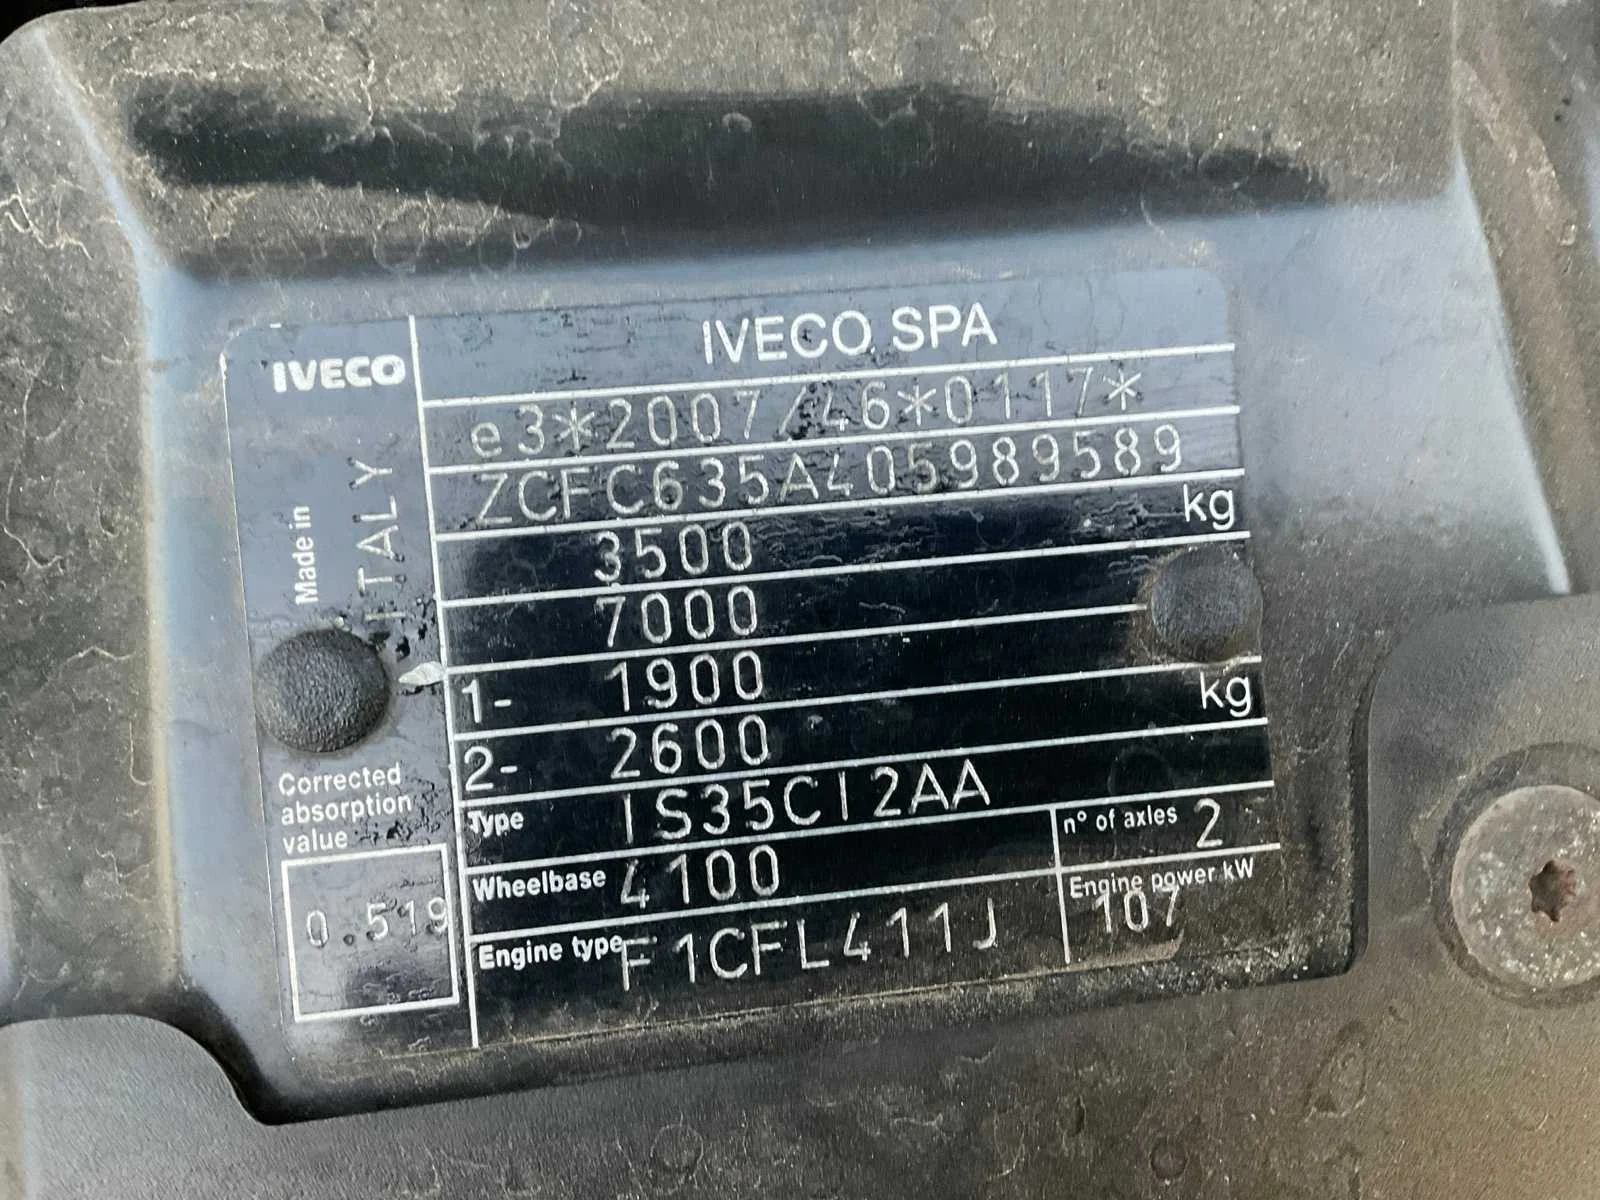 IVECO
IVECO SPA
e3*2007/46*0117*
ZCFC635A405989589
3500 kg
7000
1- 1900
2- 2600 kg
Type IS35CI2AA
Wheelbase 4100
n° of axles 2
Engine type F1CFL411J
Engine power kW
107
Made in
ITALY
Corrected
absorption
value
0.519